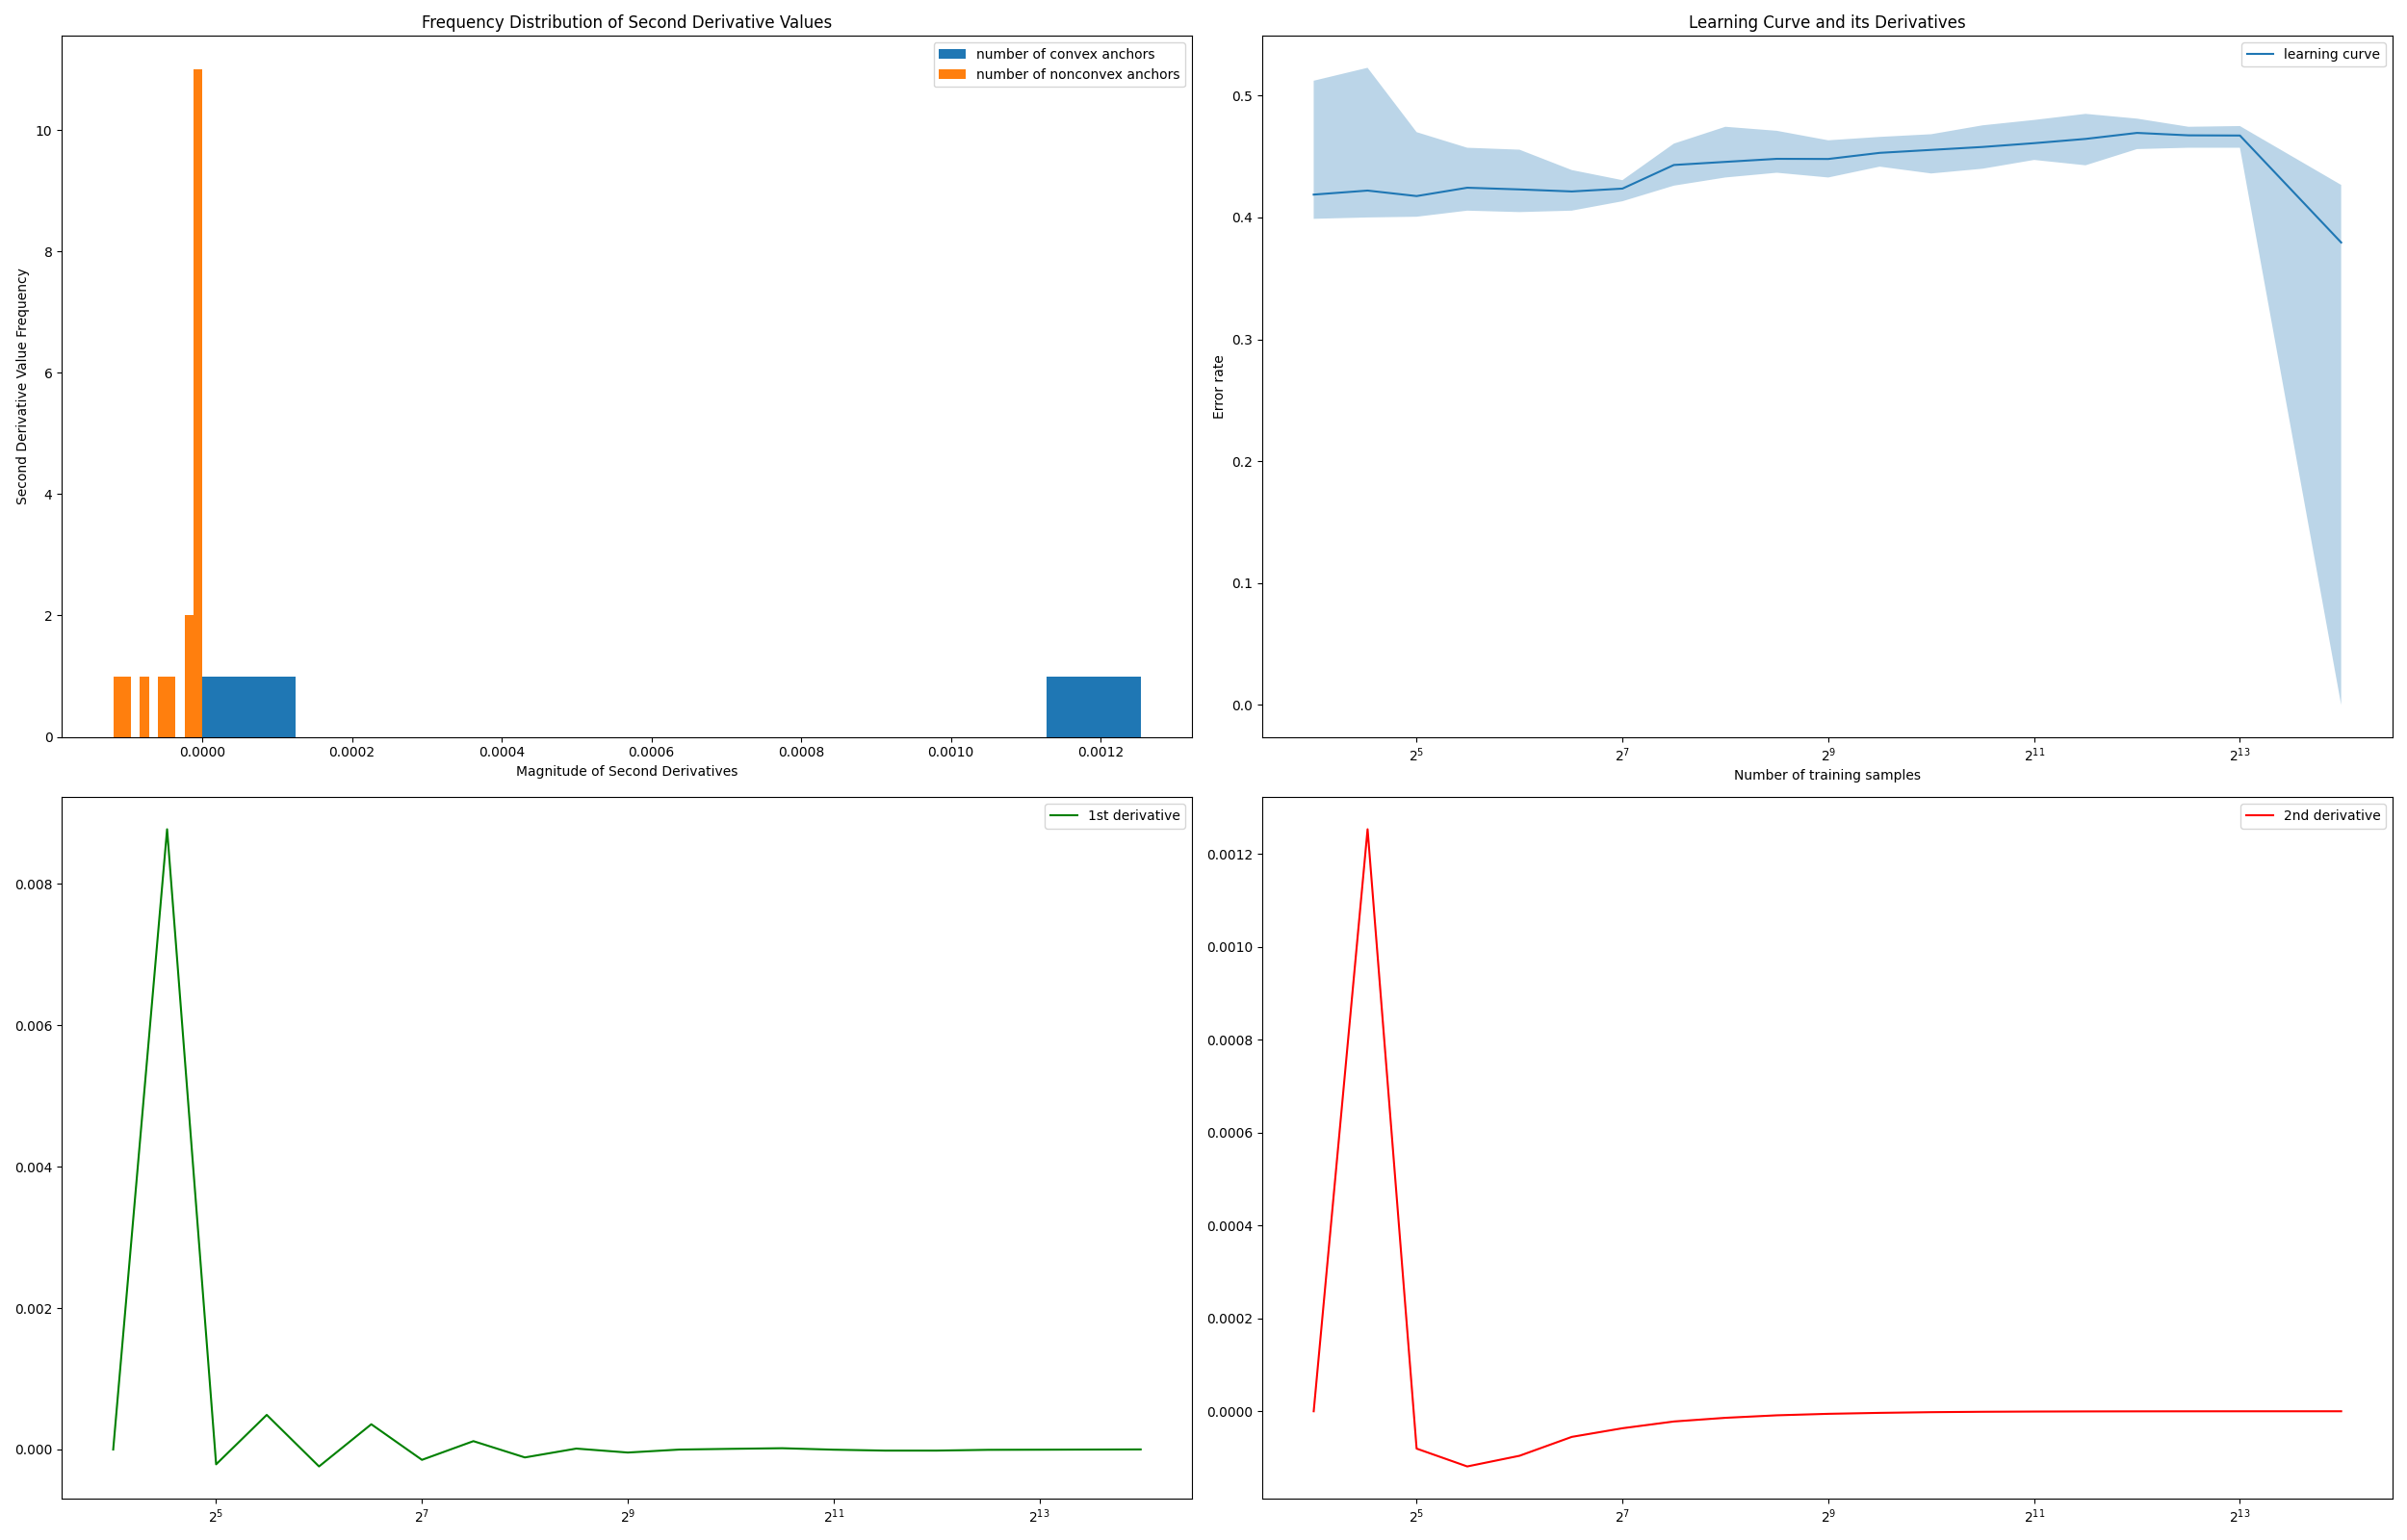 Frequency Distribution of Second Derivative Values
number of convex anchors
number of nonconvex anchors
Second Derivative Value Frequency
10
8
6
4
2
0
0.0000 0.0002 0.0004 0.0006 0.0008 0.0010 0.0012
Magnitude of Second Derivatives
Learning Curve and its Derivatives
learning curve
Error rate
0.5
0.4
0.3
0.2
0.1
0.0
2^5 2^7 2^9 2^11 2^13
Number of training samples
1st derivative
0.008
0.006
0.004
0.002
0.000
2^5 2^7 2^9 2^11 2^13
2nd derivative
0.0012
0.0010
0.0008
0.0006
0.0004
0.0002
0.0000
2^5 2^7 2^9 2^11 2^13